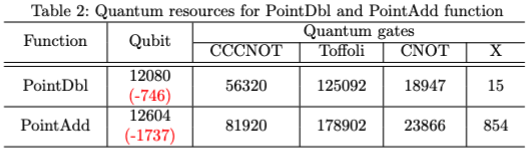 Table 2: Quantum resources for PointDbl and PointAdd function
Function Qubit Quantum gates
CCCNOT Toffoli CNOT X
PointDbl 12080 (-746) 56320 125092 18947 15
PointAdd 12604 (-1737) 81920 178902 23866 854